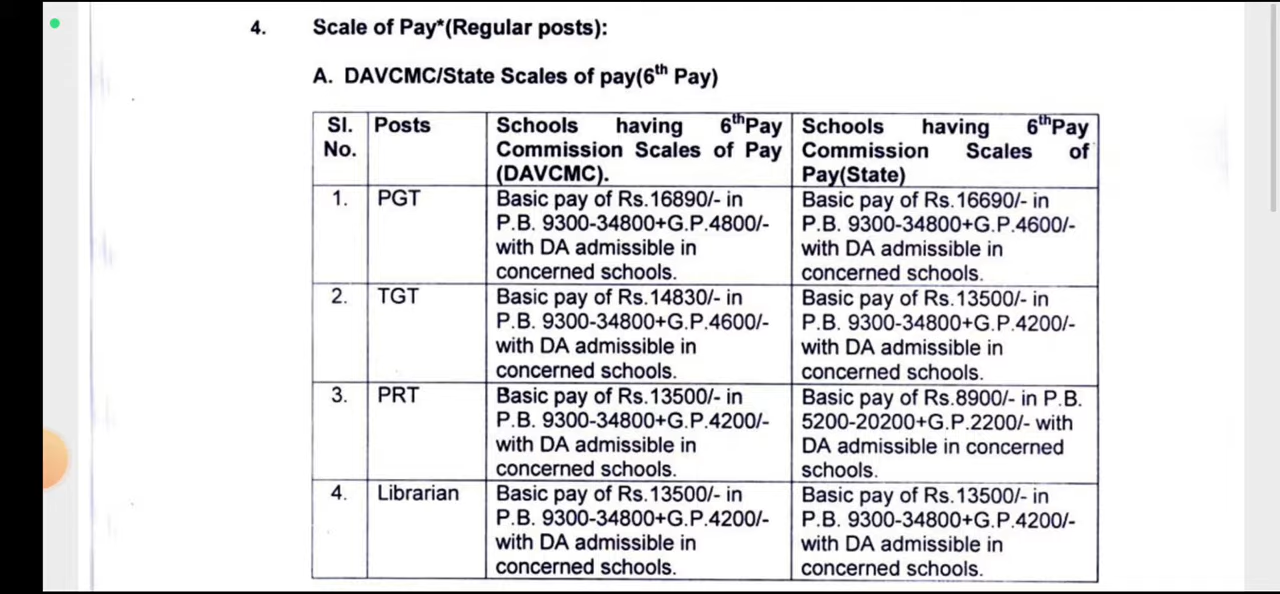 4. Scale of Pay*(Regular posts):
A. DAVCMC/State Scales of pay(6th Pay)
Sl. No.
Posts
Schools having 6thPay
Commission Scales of Pay
(DAVCMC).
Schools having 6thPay
Commission Scales of
Pay(State)
1.
PGT
Basic pay of Rs.16890/- in
P.B. 9300-34800+G.P.4800/-
with DA admissible in
concerned schools.
Basic pay of Rs.16690/- in
P.B. 9300-34800+G.P.4600/-
with DA admissible in
concerned schools.
2.
TGT
Basic pay of Rs.14830/- in
P.B. 9300-34800+G.P.4600/-
with DA admissible in
concerned schools.
Basic pay of Rs.13500/- in
P.B. 9300-34800+G.P.4200/-
with DA admissible in
concerned schools.
3.
PRT
Basic pay of Rs.13500/- in
P.B. 9300-34800+G.P.4200/-
with DA admissible in
concerned schools.
Basic pay of Rs.8900/- in P.B.
5200-20200+G.P.2200/- with
DA admissible in concerned
schools.
4.
Librarian
Basic pay of Rs.13500/- in
P.B. 9300-34800+G.P.4200/-
with DA admissible in
concerned schools.
Basic pay of Rs.13500/- in
P.B. 9300-34800+G.P.4200/-
with DA admissible in
concerned schools.